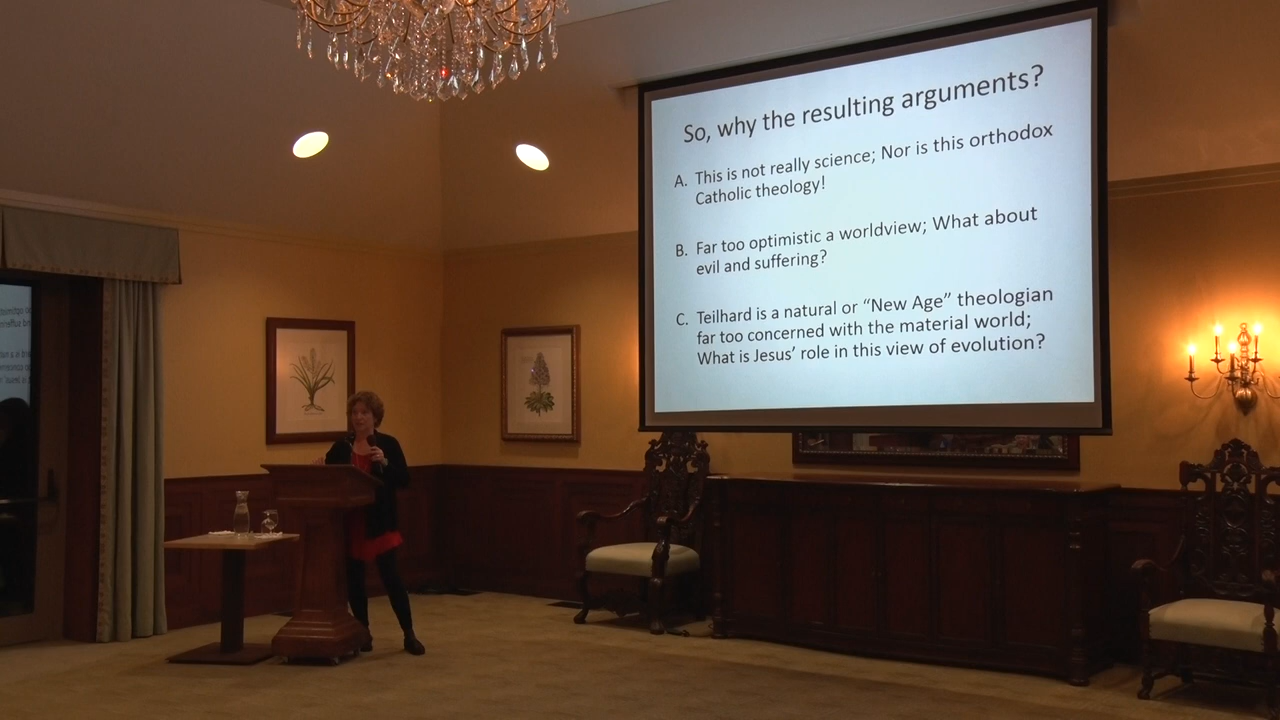 So, why the resulting arguments?
A. This is not really science; Nor is this orthodox
Catholic theology!
B. Far too optimistic a worldview; What about
evil and suffering?
C. Teilhard is a natural or “New Age” theologian
far too concerned with the material world;
What is Jesus’ role in this view of evolution?